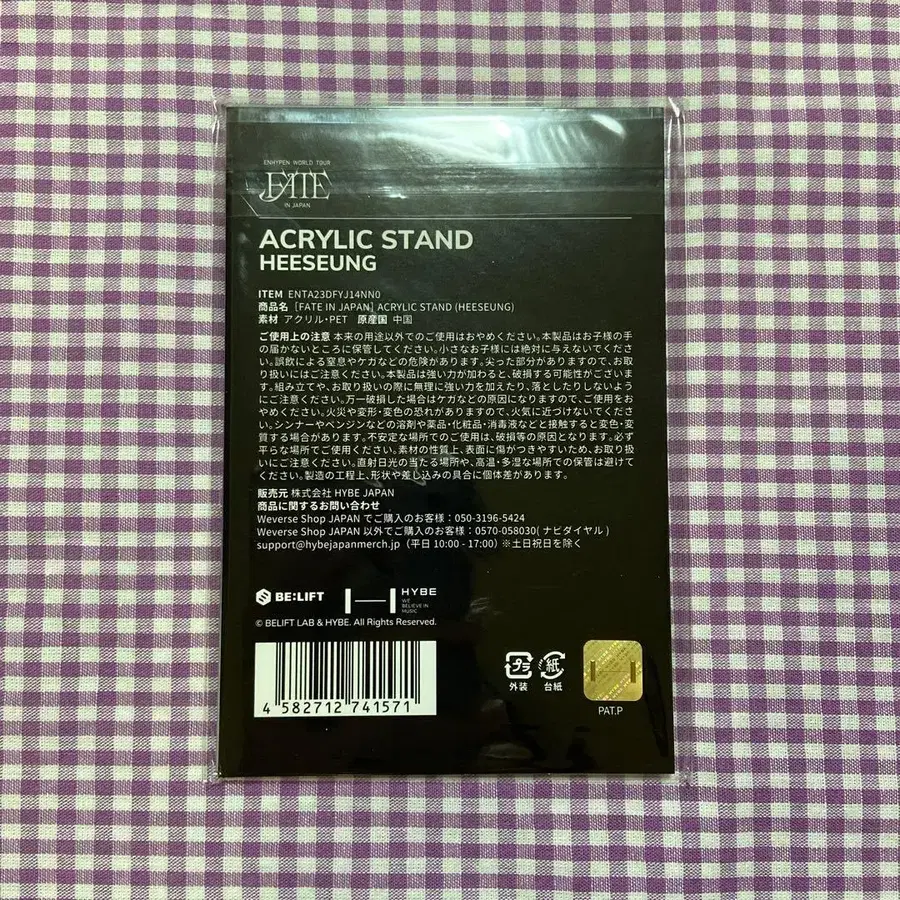 ENHYPEN WORLD TOUR
FATE
IN JAPAN
ACRYLIC STAND
HEESEUNG
ITEM ENTA23DFYJ14NN0
商品名 [FATE IN JAPAN] ACRYLIC STAND (HEESEUNG)
素材 アクリル・PET 原産国 中国
ご使用上の注意 本来の用途以外でのご使用はおやめください。本製品はお子様の手
の届かないところに保管してください。小さなお子様には絶対に与えないでくださ
い。誤飲による窒息やケガなどの危険があります。尖った部分がありますので、お取
り扱いにはご注意ください。本製品は強い力が加わると、破損する可能性がございま
す。組み立てや、お取り扱いの際に無理に強い力を加えたり、落としたりしないよう
にご注意ください。万一破損した場合はケガなどの原因になりますので、ご使用をお
やめください。火災や変形・変色の恐れがありますので、火気に近づけないでくださ
い。シンナーやベンジンなどの溶剤や薬品・化粧品・消毒液などと接触すると変色・変
質する場合があります。不安定な場所でのご使用は、破損等の原因となります。必ず
平らな場所でご使用ください。素材の性質上、表面に傷がつきやすいため、お取り扱
いにご注意ください。直射日光の当たる場所や、高温・多湿な場所での保管は避けて
ください。製造の工程上、形状や差し込みの具合に個体差があります。
販売元 株式会社 HYBE JAPAN
商品に関するお問い合わせ
Weverse Shop JAPAN でご購入のお客様：050-3196-5424
Weverse Shop JAPAN 以外でご購入のお客様：0570-058030( ナビダイヤル )
support@hybejapanmerch.jp（平日 10:00 - 17:00）※土日祝日を除く
BE:LIFT
HYBE
WE
BELIEVE IN
MUSIC
© BELIFT LAB & HYBE. All Rights Reserved.
4 582712 741571
プラ
外装
紙
台紙
PAT.P